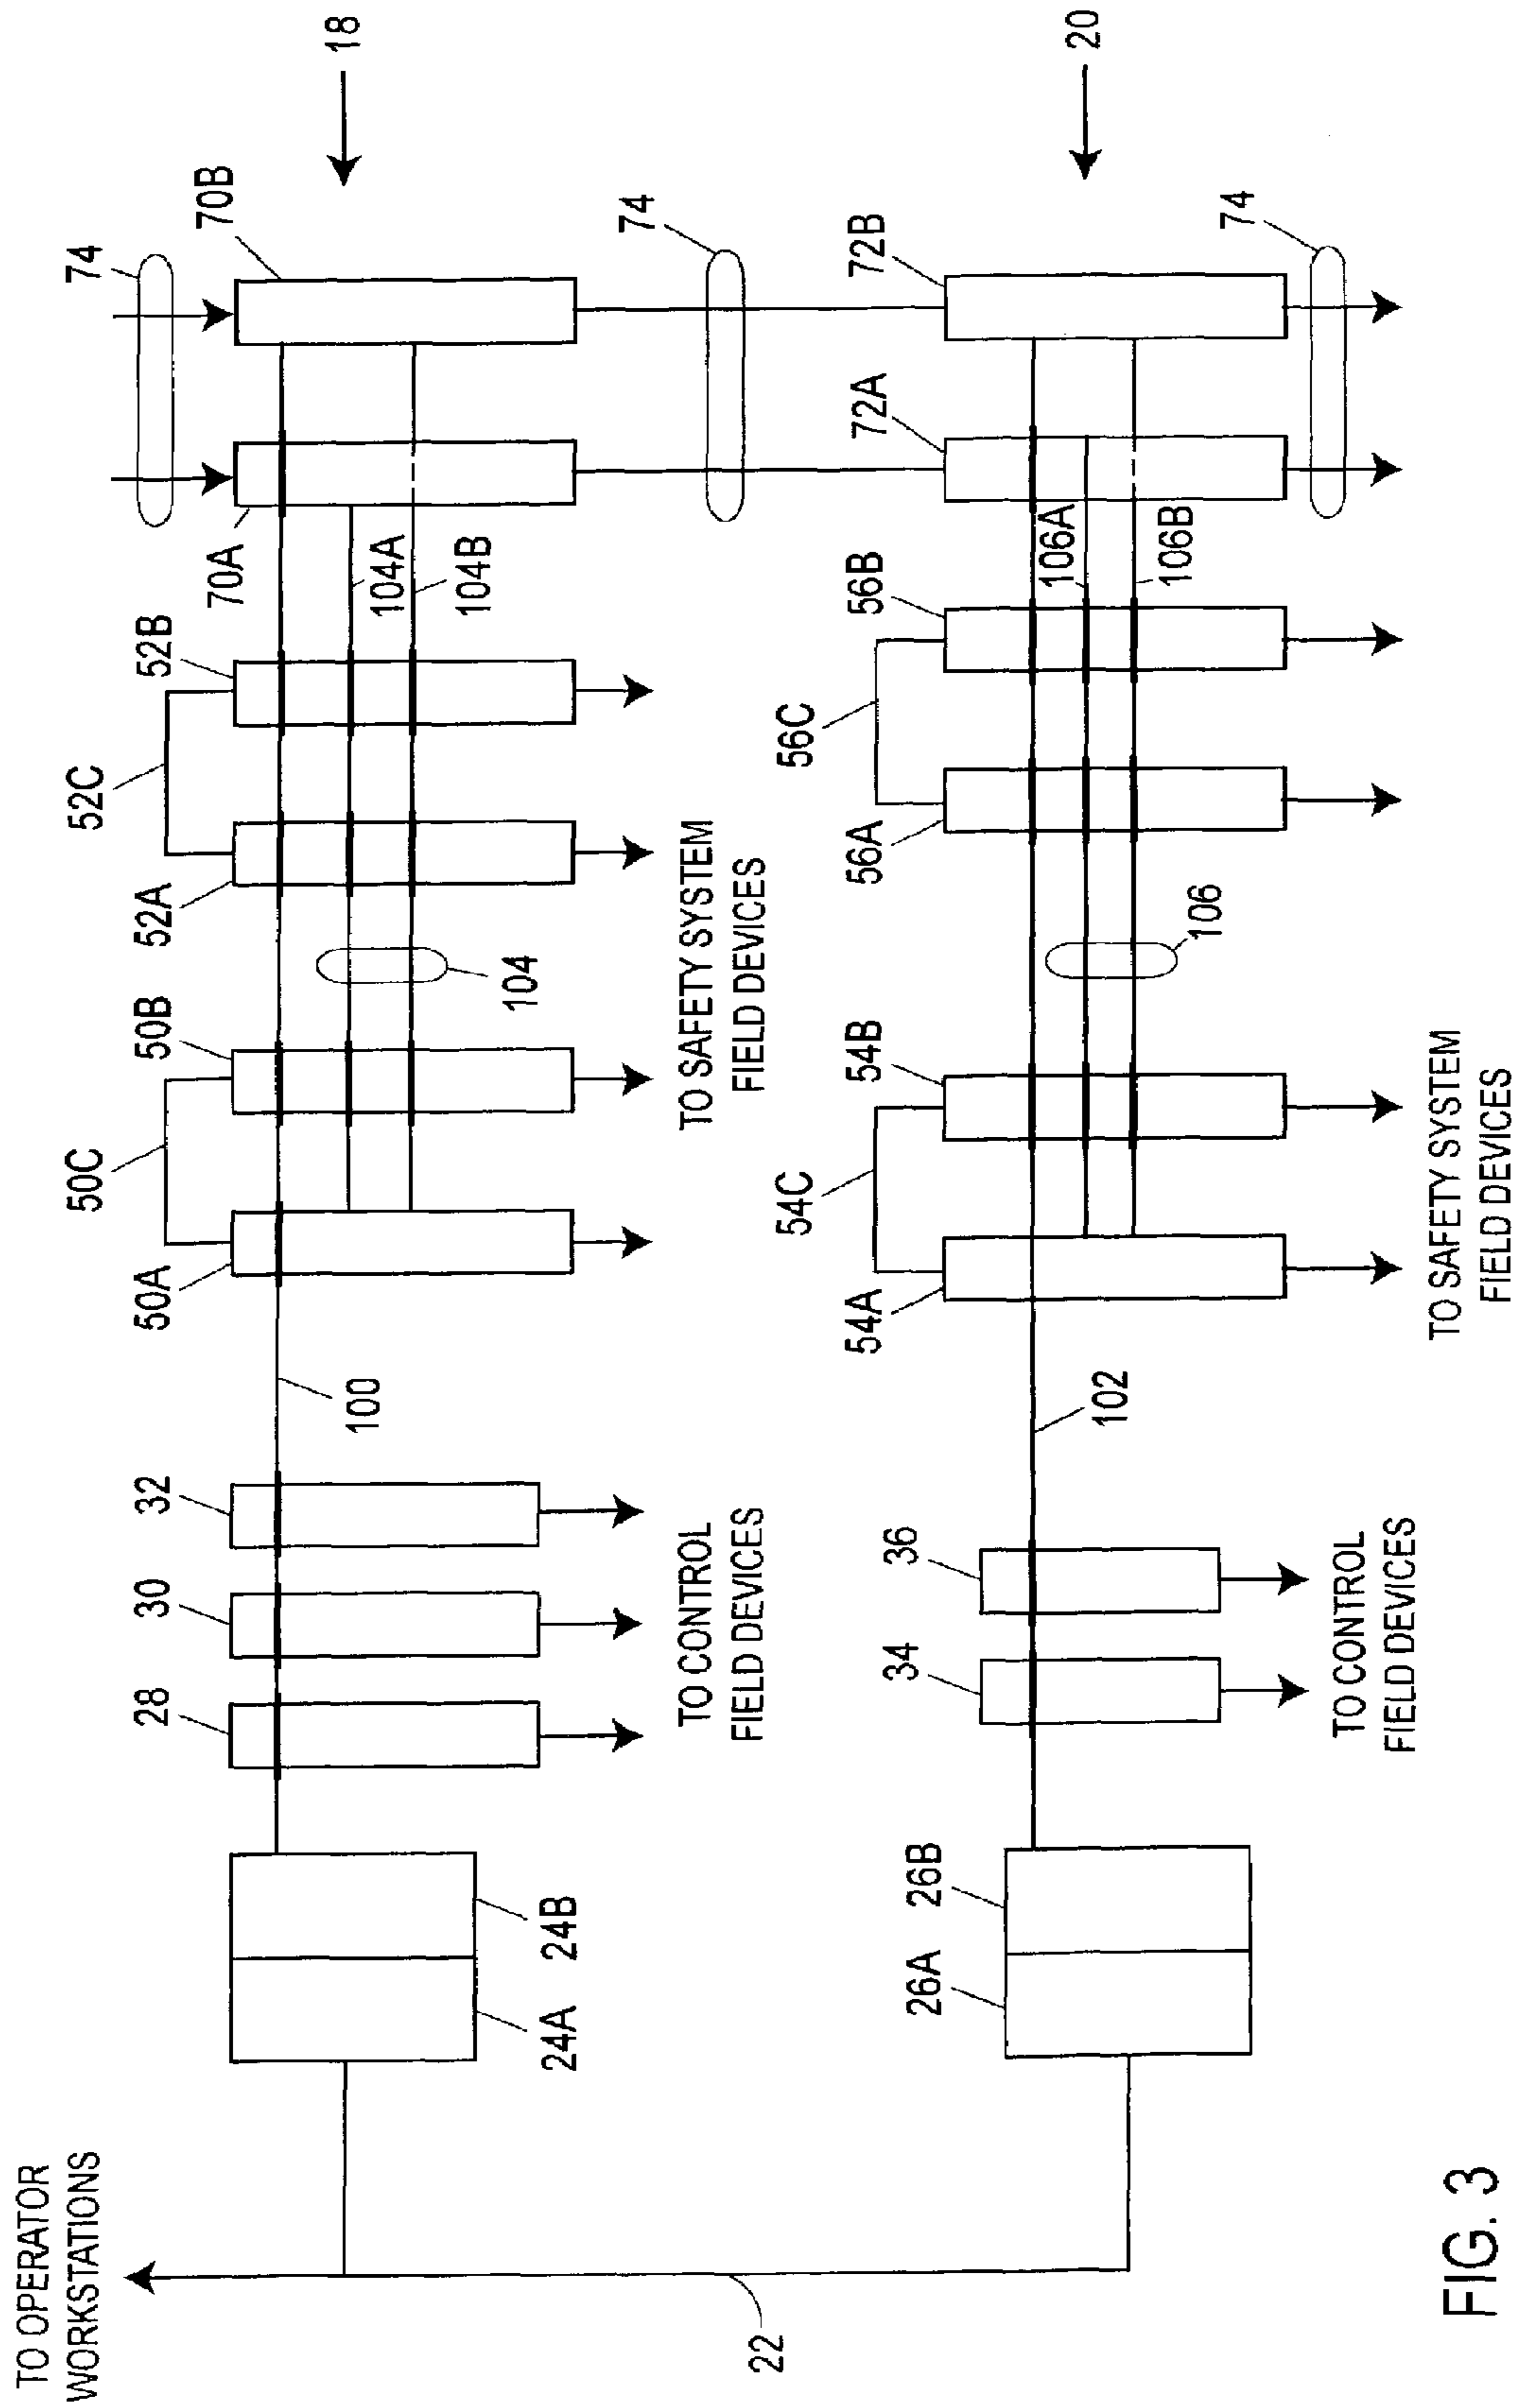 TO OPERATOR
WORKSTATIONS
22
24A
24B
28
30
32
TO CONTROL
FIELD DEVICES
100
50A
50C
50B
104
52A
52C
52B
TO SAFETY SYSTEM
FIELD DEVICES
104A
104B
70A
70B
74
18
74
26A
26B
34
36
TO CONTROL
FIELD DEVICES
102
54A
54C
54B
106
56A
56C
56B
TO SAFETY SYSTEM
FIELD DEVICES
106A
106B
72A
72B
74
20
FIG. 3